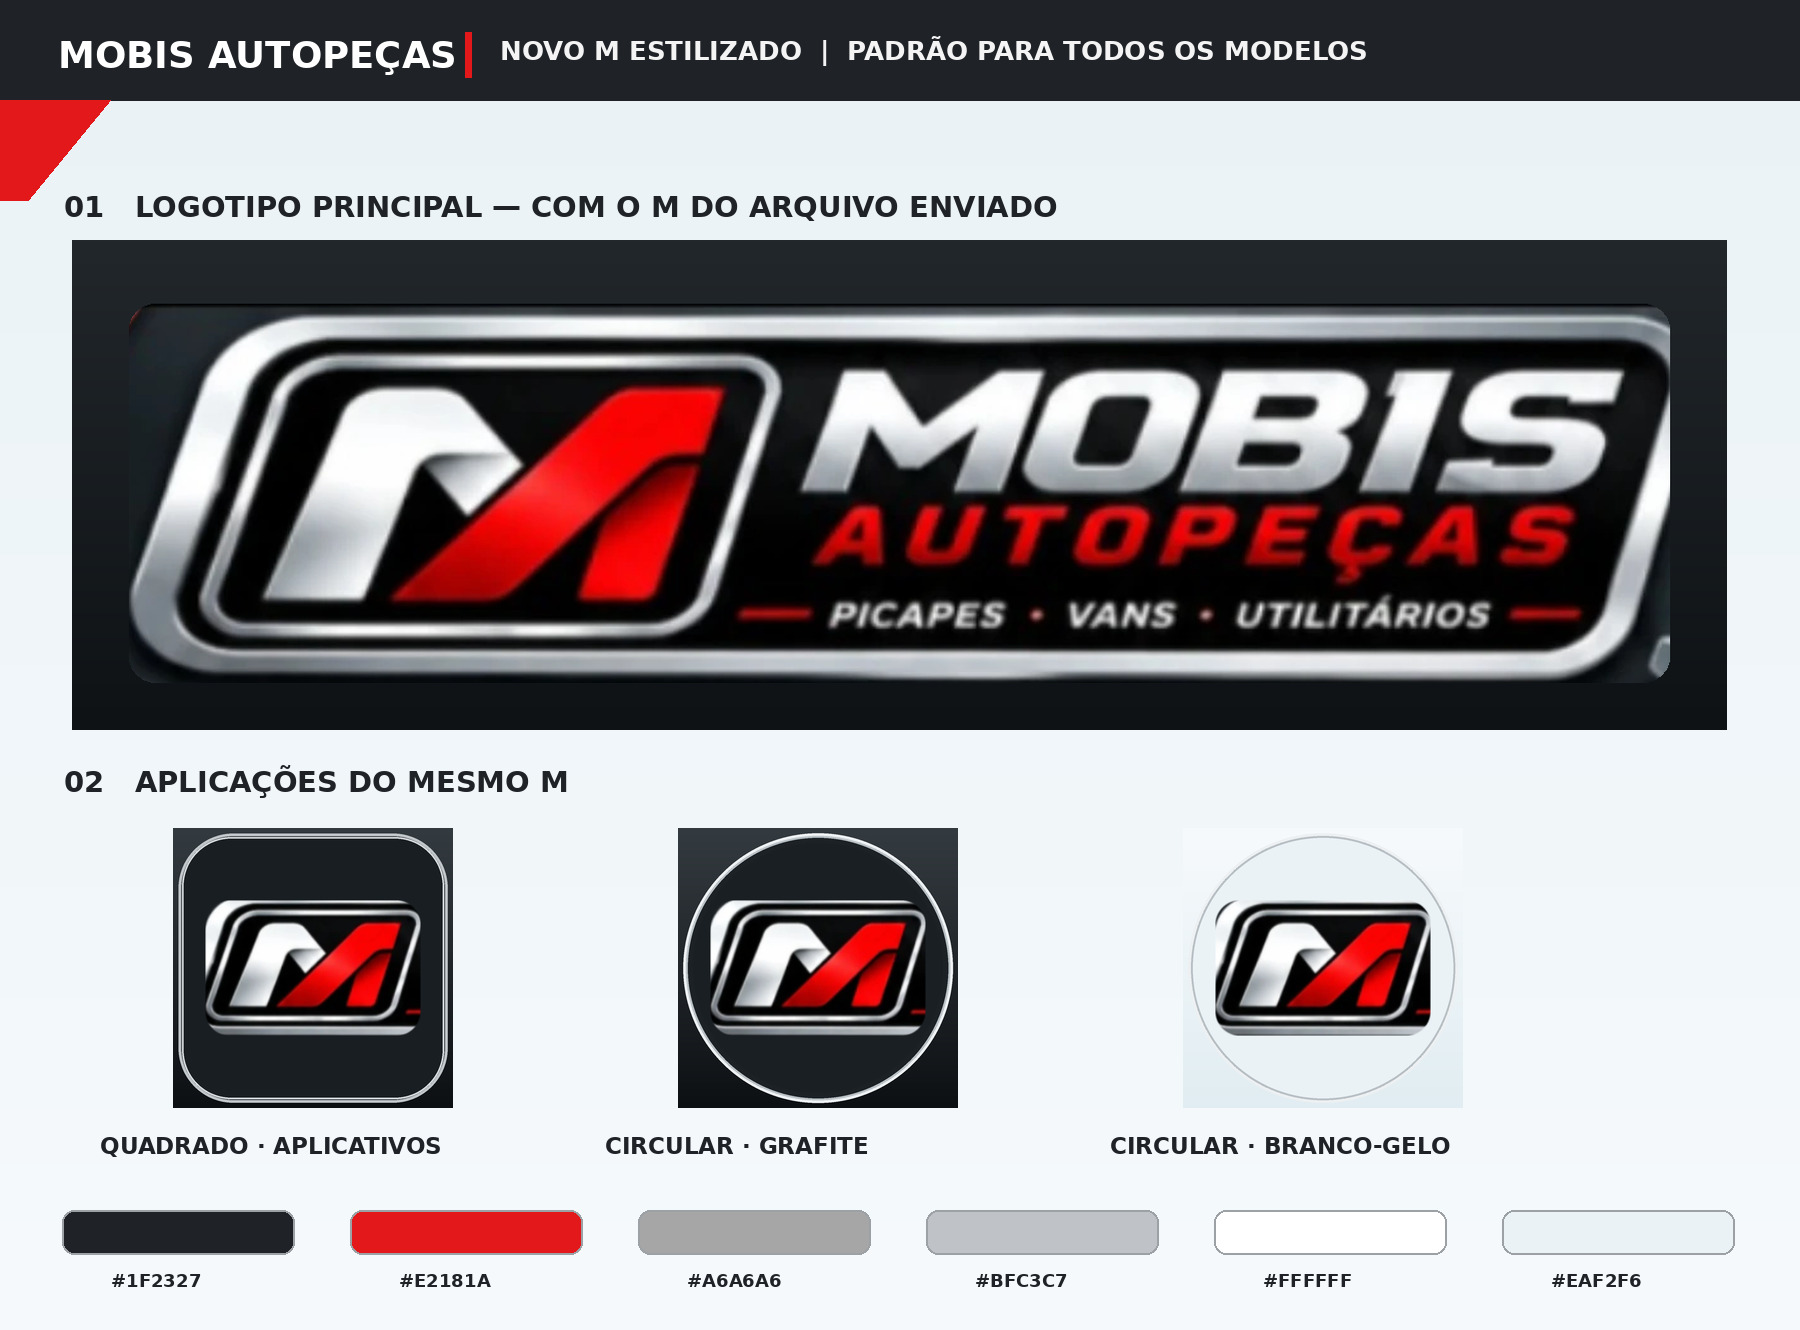 MOBIS AUTOPEÇAS
NOVO M ESTILIZADO | PADRÃO PARA TODOS OS MODELOS
01 LOGOTIPO PRINCIPAL — COM O M DO ARQUIVO ENVIADO
M
MOBIS
AUTOPEÇAS
PICAPES · VANS · UTILITÁRIOS
02 APLICAÇÕES DO MESMO M
M M M
QUADRADO · APLICATIVOS CIRCULAR · GRAFITE CIRCULAR · BRANCO-GELO
#1F2327 #E2181A #A6A6A6 #BFC3C7 #FFFFFF #EAF2F6